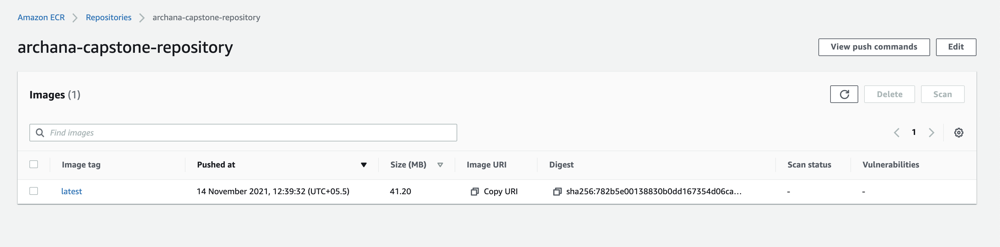 Amazon ECR Repositories archana-capstone-repository
archana-capstone-repository
View push commands Edit
Images (1)
Delete Scan
Find images
1
Image tag Pushed at Size (MB) Image URI Digest Scan status Vulnerabilities
latest 14 November 2021, 12:39:32 (UTC+05.5) 41.20 Copy URI sha256:782b5e00138830b0dd167354d06ca... - -